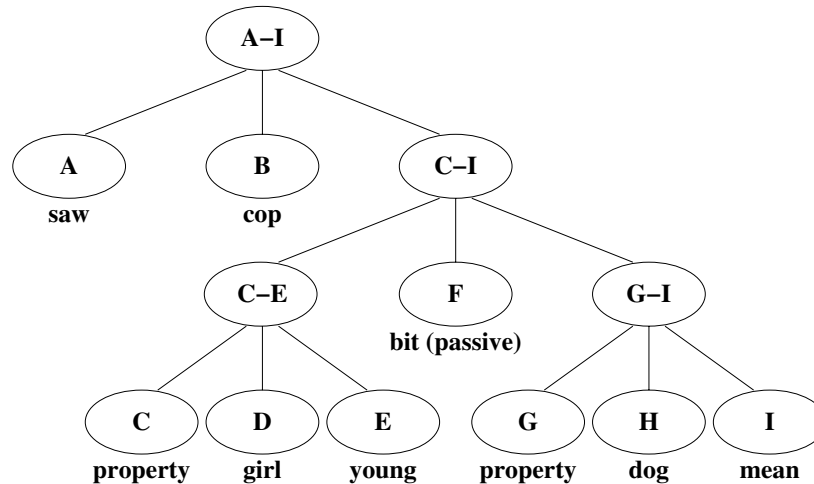 A–I
A B C–I
saw cop
C–E F G–I
bit (passive)
C D E G H I
property girl young property dog mean